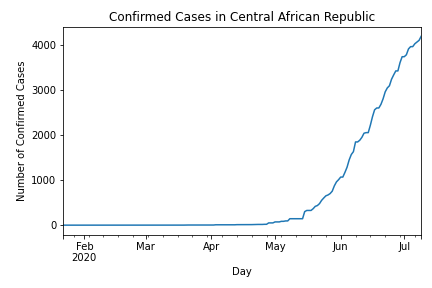 Confirmed Cases in Central African Republic
Number of Confirmed Cases
4000
3000
2000
1000
0
Feb Mar Apr May Jun Jul
2020
Day